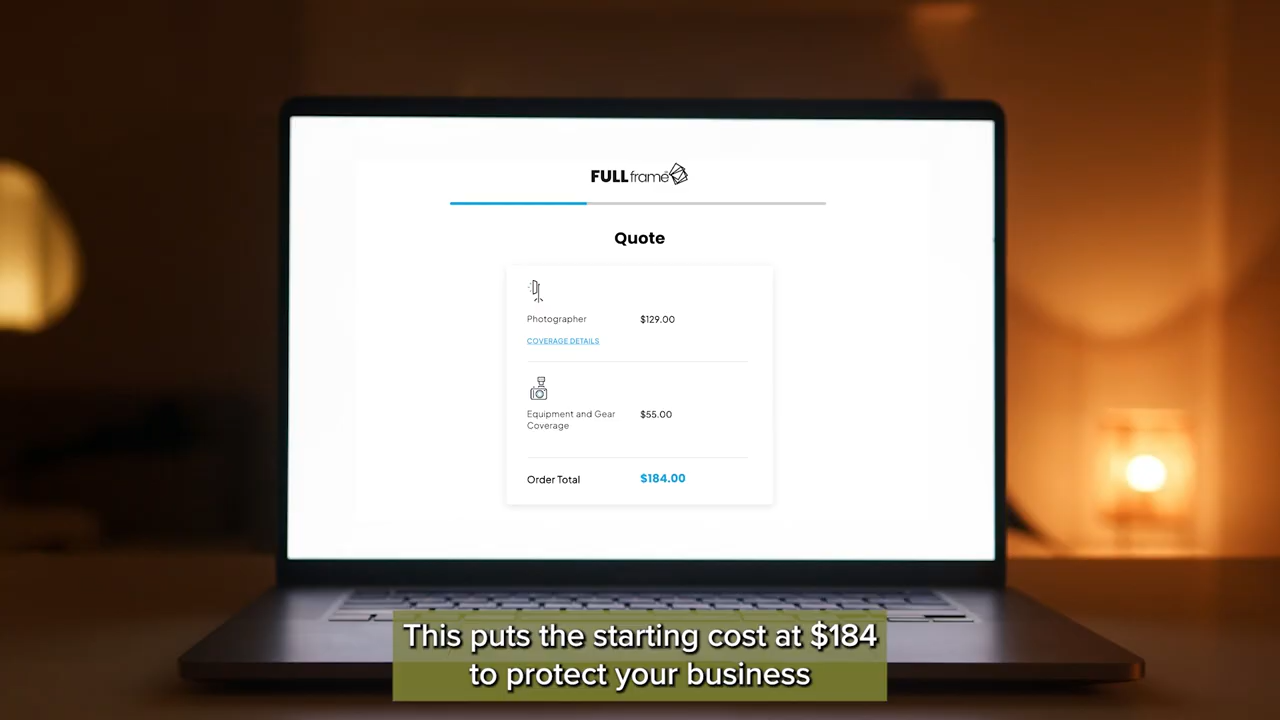 FULLframe
Quote
Photographer $129.00
COVERAGE DETAILS
Equipment and Gear $55.00
Coverage
Order Total $184.00
This puts the starting cost at $184
to protect your business